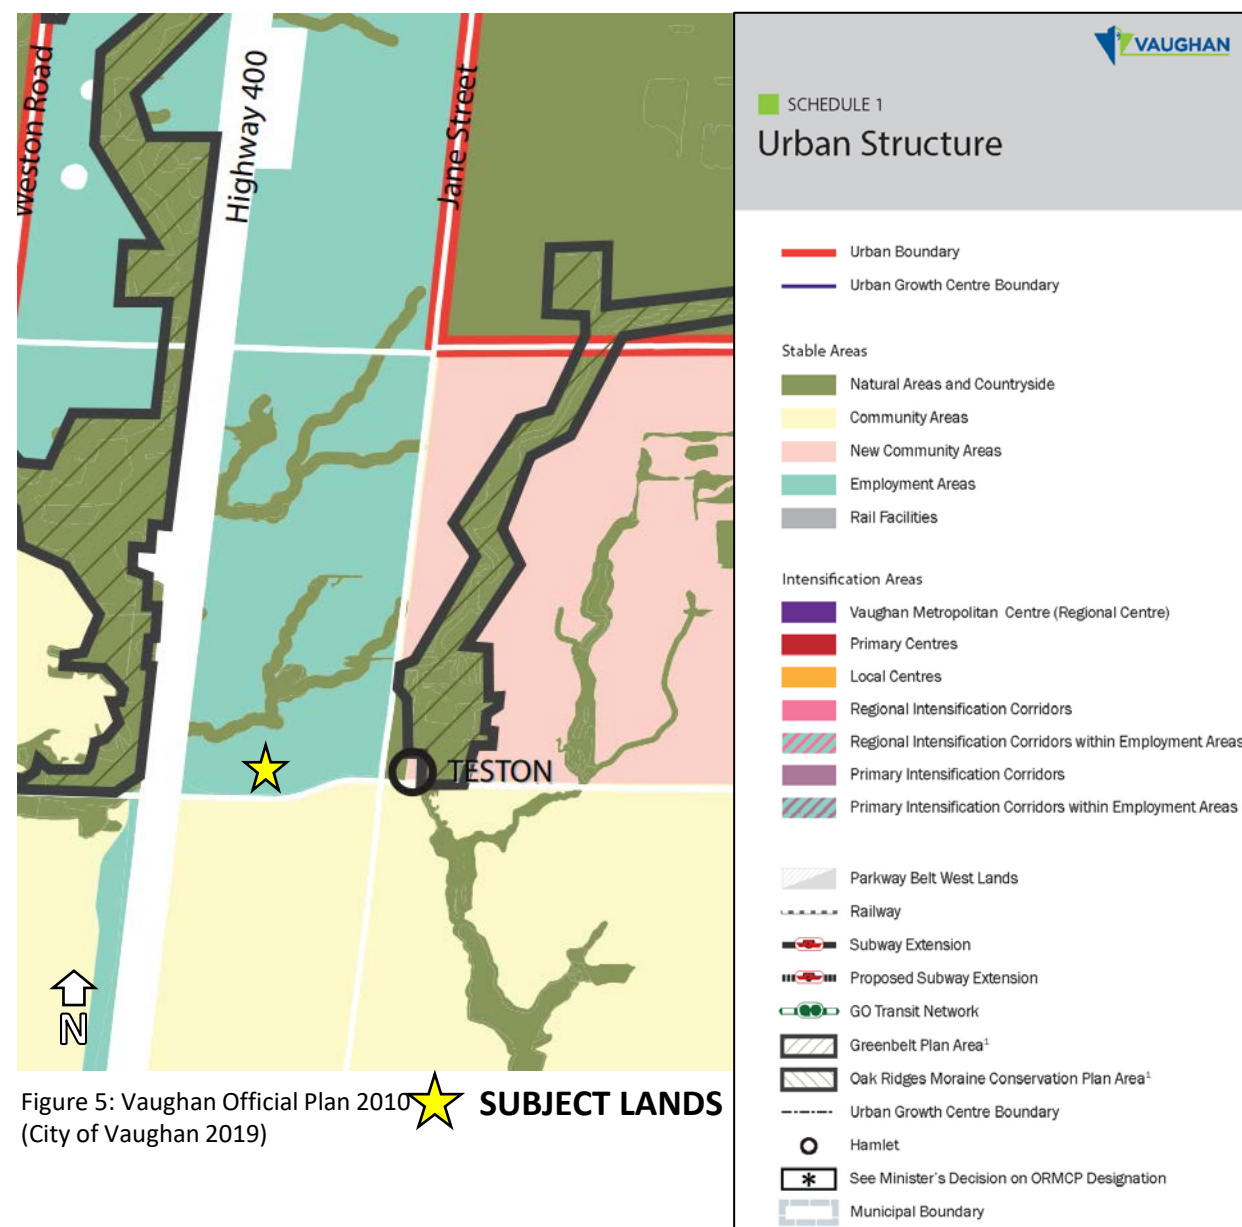 Weston Road
Highway 400
Jane Street
TESTON
N
Figure 5: Vaughan Official Plan 2010
(City of Vaughan 2019)
SUBJECT LANDS
VAUGHAN
SCHEDULE 1
Urban Structure
Urban Boundary
Urban Growth Centre Boundary
Stable Areas
Natural Areas and Countryside
Community Areas
New Community Areas
Employment Areas
Rail Facilities
Intensification Areas
Vaughan Metropolitan Centre (Regional Centre)
Primary Centres
Local Centres
Regional Intensification Corridors
Regional Intensification Corridors within Employment Areas
Primary Intensification Corridors
Primary Intensification Corridors within Employment Areas
Parkway Belt West Lands
Railway
Subway Extension
Proposed Subway Extension
GO Transit Network
Greenbelt Plan Area¹
Oak Ridges Moraine Conservation Plan Area¹
Urban Growth Centre Boundary
Hamlet
* See Minister's Decision on ORMCP Designation
Municipal Boundary